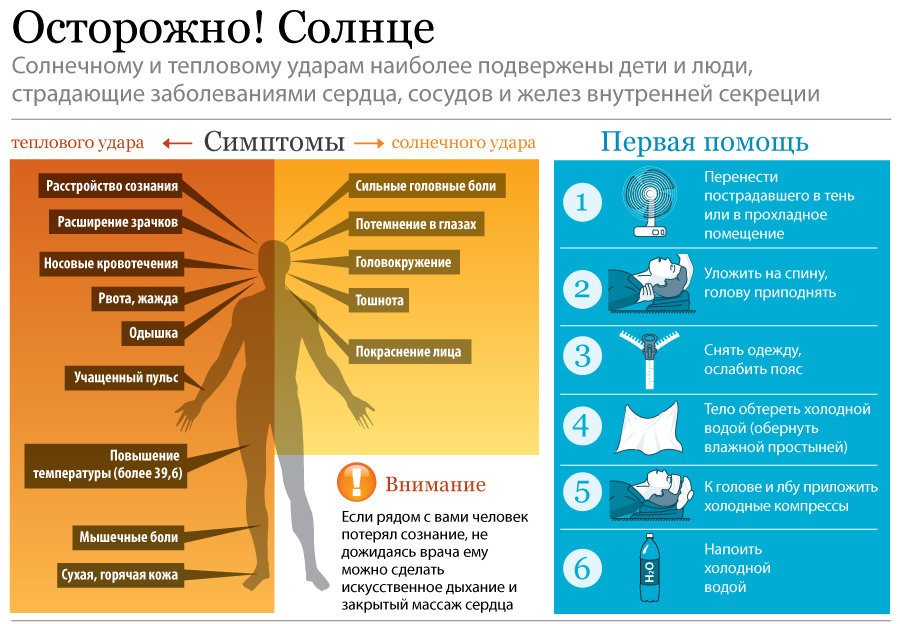 Осторожно! Солнце
Солнечному и тепловому ударам наиболее подвержены дети и люди,
страдающие заболеваниями сердца, сосудов и желез внутренней секреции
теплового удара
Симптомы
солнечного удара
Расстройство сознания
Расширение зрачков
Носовые кровотечения
Рвота, жажда
Одышка
Учащенный пульс
Повышение
температуры (более 39,6)
Мышечные боли
Сухая, горячая кожа
Сильные головные боли
Потемнение в глазах
Головокружение
Тошнота
Покраснение лица
!
Внимание
Если рядом с вами человек
потерял сознание, не
дожидаясь врача ему
можно сделать
искусственное дыхание и
закрытый массаж сердца
Первая помощь
1
Перенести
пострадавшего в тень
или в прохладное
помещение
2
Уложить на спину,
голову приподнять
3
Снять одежду,
ослабить пояс
4
Тело обтереть холодной
водой (обернуть
влажной простыней)
5
К голове и лбу приложить
холодные компрессы
6
H₂O
Напоить
холодной
водой